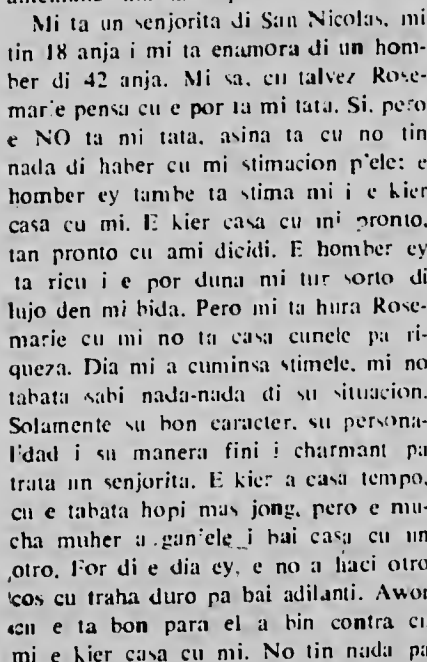 Mi ta un senjorita di San Nicolas, mi
tin 18 anja i mi ta enamora di un hom-
ber di 42 anja. Mi sa, cu talvez Rose-
marie pensa cu e por ta mi tata. Si, pero
e NO ta mi tata, asina ta cu no tin
nada di haber cu mi stimacion p'ele: e
homber ey tambe ta stima mi i e kier
casa cu mi. E kier casa cu mi pronto,
tan pronto cu ami dicidi. E homber ey
ta ricu i e por duna mi tur sorto di
lujo den mi bida. Pero mi ta hura Rose-
marie cu mi no ta casa cunele pa ri-
queza. Dia mi a cuminsa stimele, mi no
tabata sabi nada-nada di su situacion.
Solamente su bon caracter, su persona-
l'dad i su manera fini i charmant pa
trata un senjorita. E kier a casa tempo,
cu e tabata hopi mas jong, pero e mu-
cha muher a gan'ele i bai casa cu un
otro. For di e dia ey, e no a haci otro
cos cu traha duro pa bai adilanti. Awor
cu e ta bon para el a bin contra cu
mi e kier casa cu mi. No tin nada pa